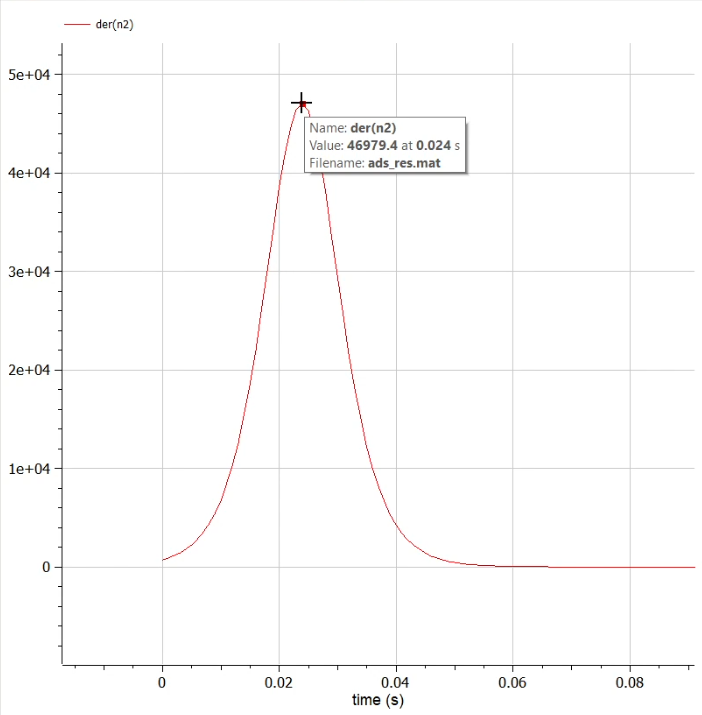 der(n2)
5e+04
Name: der(n2)
Value: 46979.4 at 0.024 s
Filename: ads_res.mat
4e+04
3e+04
2e+04
1e+04
0
0 0.02 0.04 0.06 0.08
time (s)